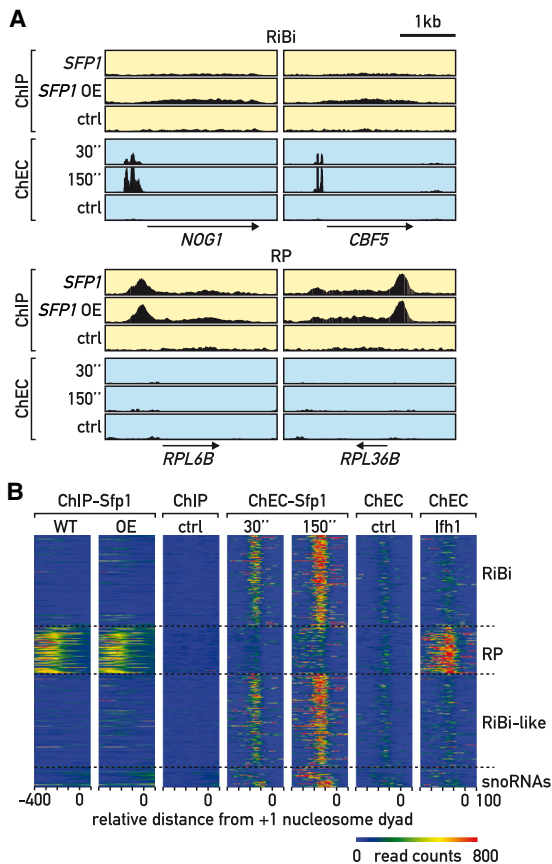 A
RiBi
1kb
ChIP
SFP1
SFP1 OE
ctrl
ChEC
30''
150''
ctrl
NOG1
CBF5
RP
ChIP
SFP1
SFP1 OE
ctrl
ChEC
30''
150''
ctrl
RPL6B
RPL36B
B
ChIP-Sfp1 ChIP ChEC-Sfp1 ChEC ChEC
WT OE ctrl 30'' 150'' ctrl Ifh1
RiBi
RP
RiBi-like
snoRNAs
-400 0 0 0 0 0 0 0 100
relative distance from +1 nucleosome dyad
0 read counts 800